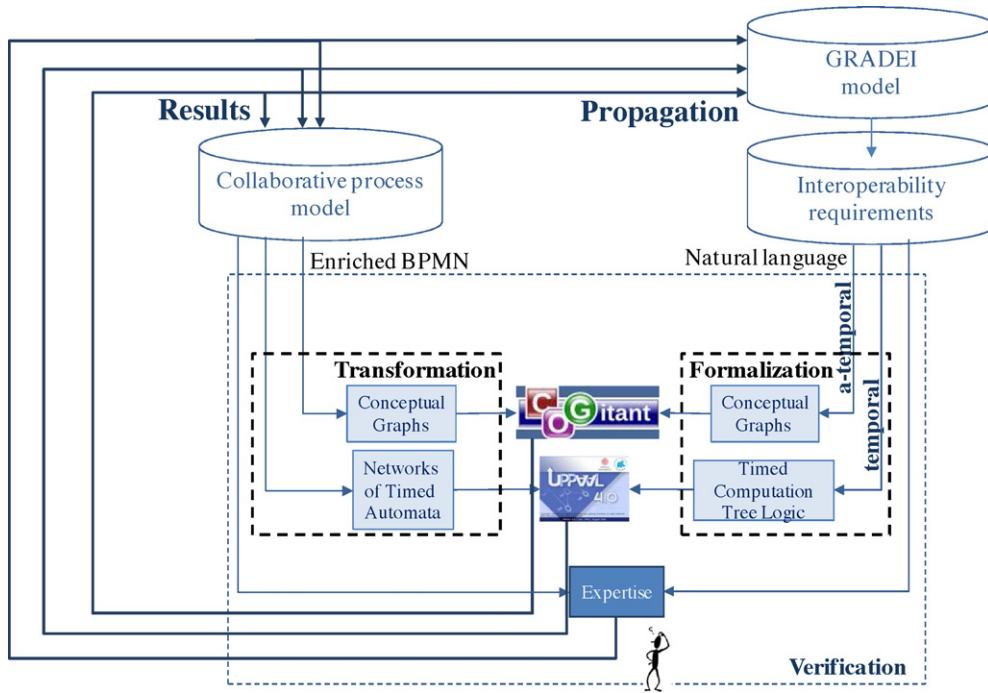 GRADEI
model
Results
Propagation
Collaborative process
model
Interoperability
requirements
Enriched BPMN
Natural language
a-temporal
temporal
Transformation
Formalization
Conceptual
Graphs
COGitant
Conceptual
Graphs
Networks
of Timed
Automata
UPPAAL
4.0
Timed
Computation
Tree Logic
Expertise
Verification